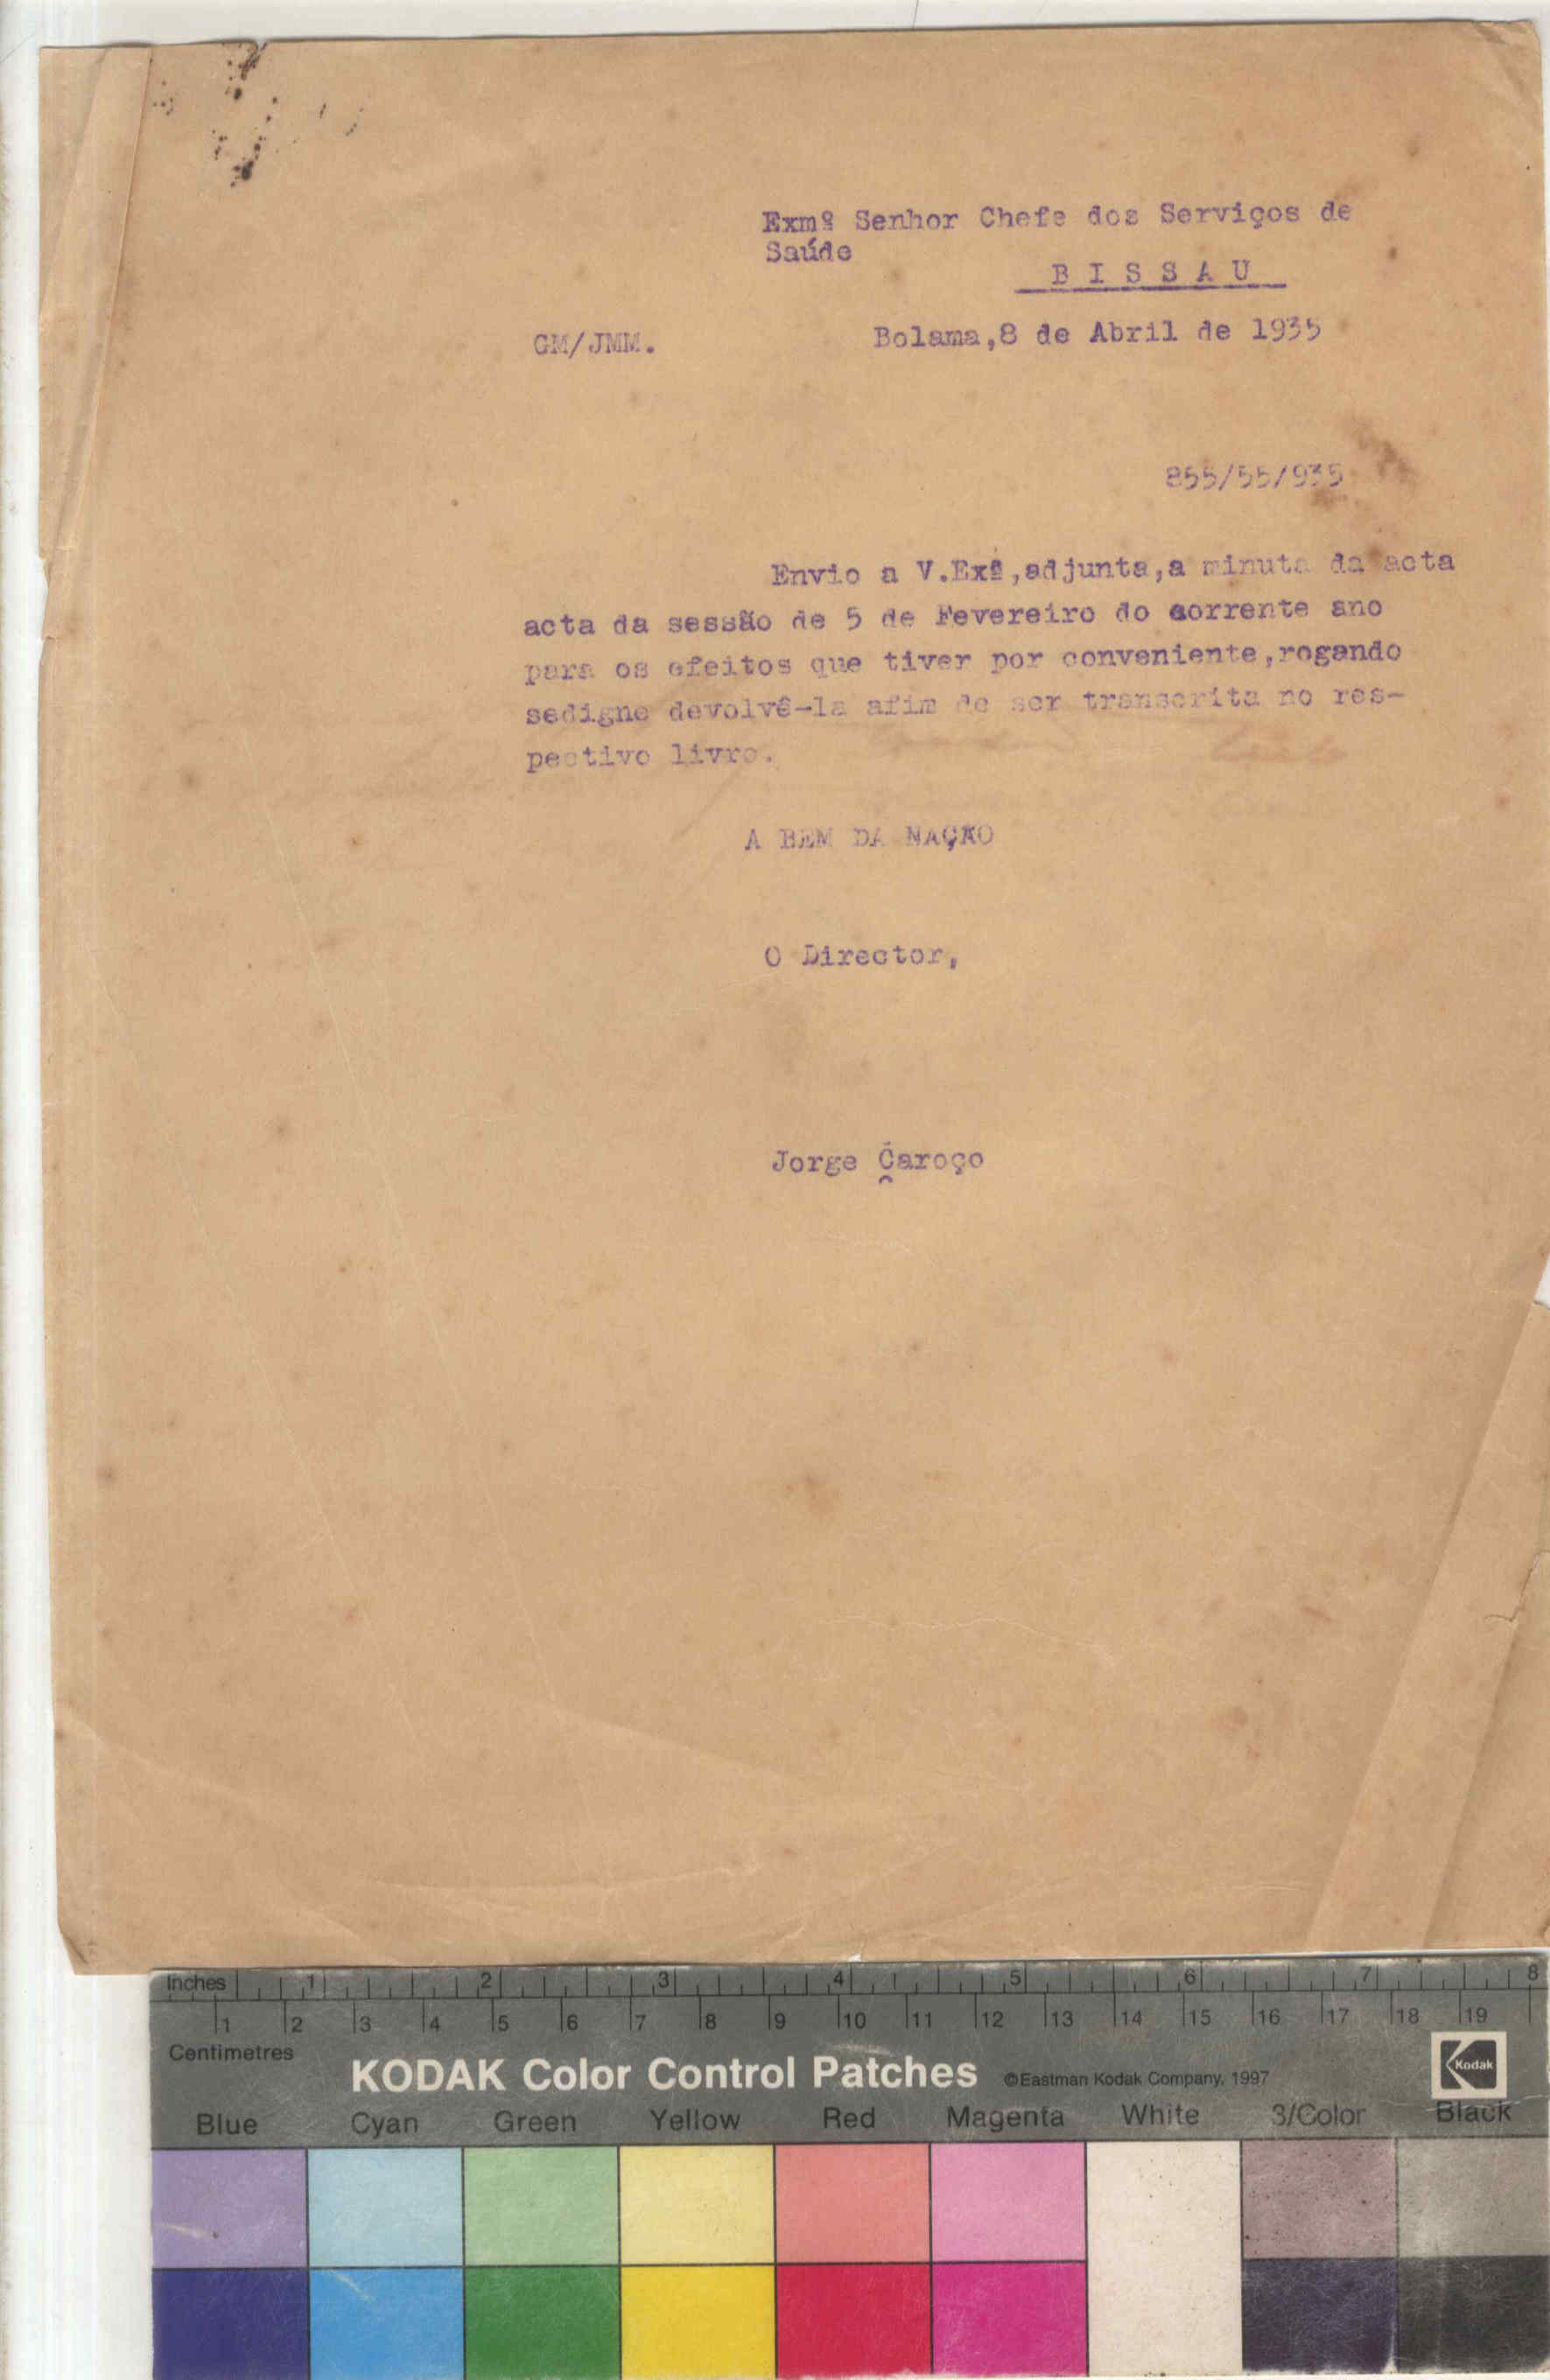 Exmº Senhor Chefe dos Serviços de
Saúde
B I S S A U
GM/JMM.
Bolama,8 de Abril de 1935
855/55/935
Envio a V.Exª,adjunta,a minuta da acta
acta da sessão de 5 de Fevereiro do corrente ano
para os efeitos que tiver por conveniente,rogando
sedigne devolvê-la afim de ser transcrita no res-
pectivo livro.
A BEM DA NAÇÃO
O Director,
Jorge Caroço
Inches 1 2 3 4 5 6 7 8
1 2 3 4 5 6 7 8 9 10 11 12 13 14 15 16 17 18 19
Centimetres
KODAK Color Control Patches ©Eastman Kodak Company, 1997 Kodak
Blue Cyan Green Yellow Red Magenta White 3/Color Black